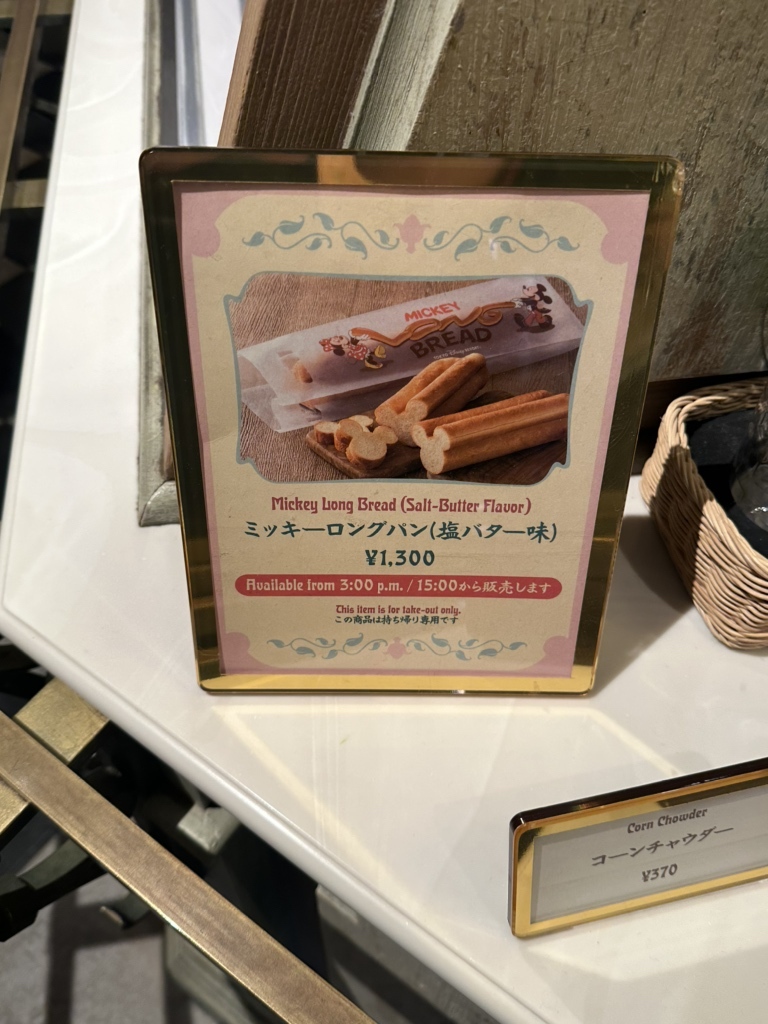 MICKEY
LONG
BREAD
Mickey Long Bread (Salt-Butter Flavor)
ミッキーロングパン(塩バター味)
¥1,300
Available from 3:00 p.m. / 15:00から販売します
This item is for take-out only.
この商品は持ち帰り専用です
Corn Chowder
コーンチャウダー
¥370